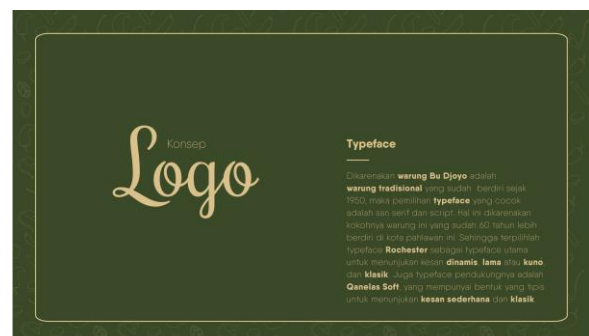 Konsep
Logo
Typeface
Dikarenakan warung Bu Djoyo adalah
warung tradisional yang sudah berdiri sejak
1950, maka pemilihan typeface yang cocok
adalah san serif dan script. Hal ini dikarenakan
kokohnya warung ini yang sudah 60 tahun lebih
berdiri di kota pahlawan ini. Sehingga terpilihlah
typeface Rochester sebagai typeface utama
untuk menunjukan kesan dinamis, lama atau kuno,
dan klasik. Juga typeface pendukungnya adalah
Qanelas Soft, yang mempunyai bentuk yang tipis
untuk menunjukan kesan sederhana dan klasik